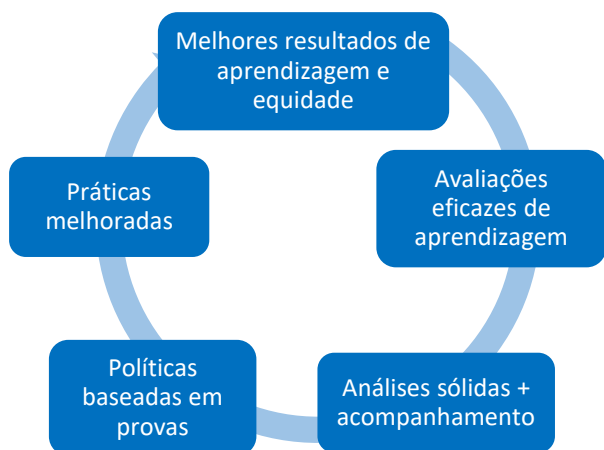 Melhores resultados de
aprendizagem e
equidade
Avaliações
eficazes de
aprendizagem
Análises sólidas +
acompanhamento
Políticas
baseadas em
provas
Práticas
melhoradas